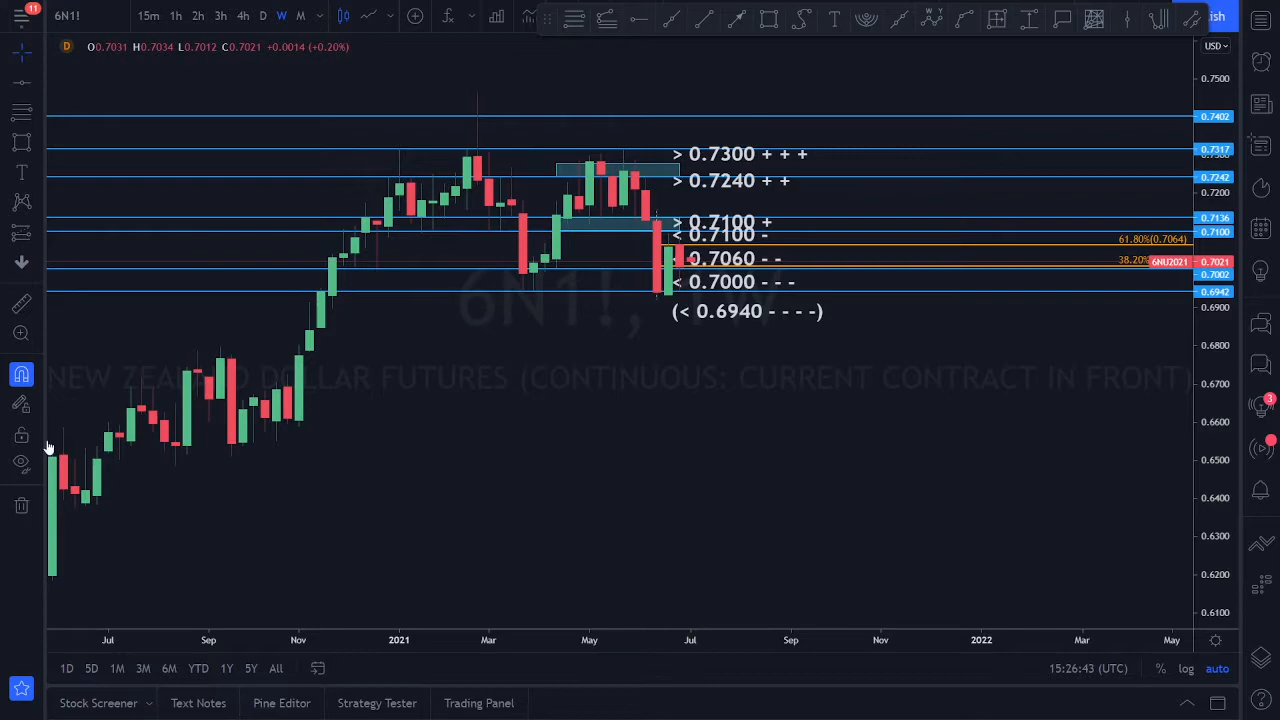 11
6N1!
15m 1h 2h 3h 4h D W M
ish
D O0.7031 H0.7034 L0.7012 C0.7021 +0.0014 (+0.20%)
USD
0.7500
0.7402
0.7317
> 0.7300 + + +
0.7242
> 0.7240 + +
0.7200
0.7136
> 0.7100 +
0.7100
< 0.7100 -
61.80%(0.7064)
< 0.7060 - -
38.20%
6NU2021 0.7021
0.7002
< 0.7000 - - -
0.6942
0.6900
(< 0.6940 - - - -)
6N1!, 1W
0.6800
NEW ZEALAND DOLLAR FUTURES (CONTINUOUS: CURRENT CONTRACT IN FRONT)
0.6700
3
0.6600
0.6500
0.6400
0.6300
0.6200
0.6100
Jul Sep Nov 2021 Mar May Jul Sep Nov 2022 Mar May
1D 5D 1M 3M 6M YTD 1Y 5Y All
15:26:43 (UTC) % log auto
Stock Screener Text Notes Pine Editor Strategy Tester Trading Panel